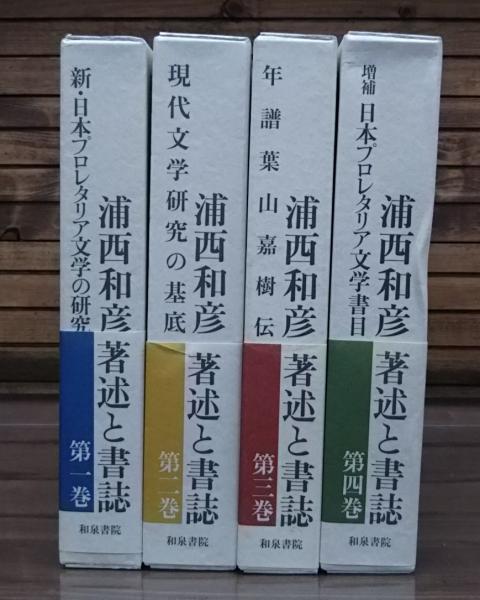 新・日本プロレタリア文学の研究
浦西和彦 著述と書誌
第一巻
和泉書院
現代文学研究の基底
浦西和彦 著述と書誌
第二巻
和泉書院
年譜葉山嘉樹伝
浦西和彦 著述と書誌
第三巻
和泉書院
増補 日本プロレタリア文学書目
浦西和彦 著述と書誌
第四巻
和泉書院